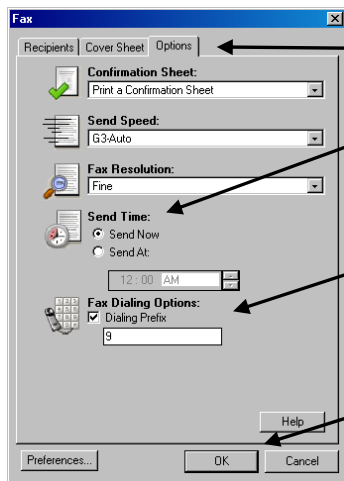 Fax
Recipients Cover Sheet Options
Confirmation Sheet:
Print a Confirmation Sheet
Send Speed:
G3-Auto
Fax Resolution:
Fine
Send Time:
Send Now
Send At:
12:00 AM
Fax Dialing Options:
Dialing Prefix
9
Help
Preferences... OK Cancel